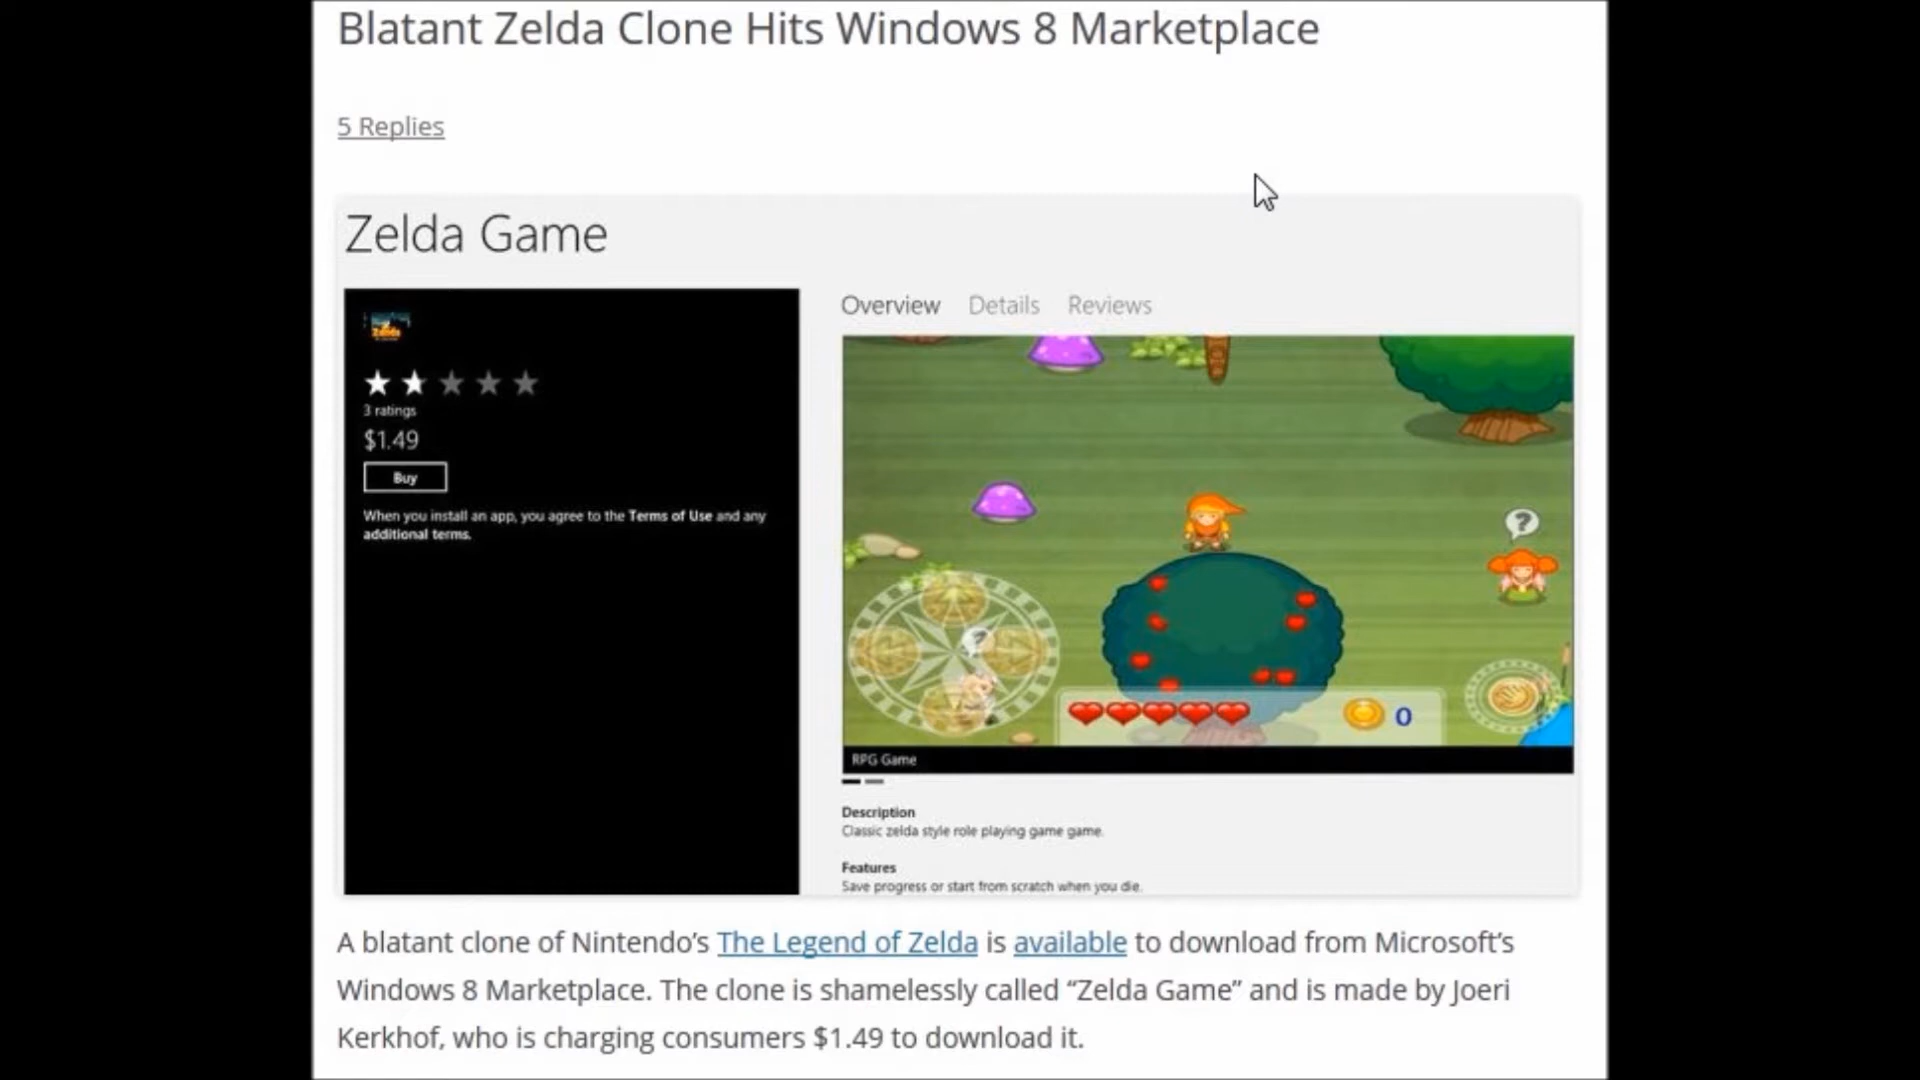 Blatant Zelda Clone Hits Windows 8 Marketplace
5 Replies
Zelda Game
Zelda
3 ratings
$1.49
Buy
When you install an app, you agree to the Terms of Use and any
additional terms.
Overview Details Reviews
?
?
0
RPG Game
Description
Classic zelda style role playing game game.
Features
Save progress or start from scratch when you die.
A blatant clone of Nintendo’s The Legend of Zelda is available to download from Microsoft’s
Windows 8 Marketplace. The clone is shamelessly called “Zelda Game” and is made by Joeri
Kerkhof, who is charging consumers $1.49 to download it.